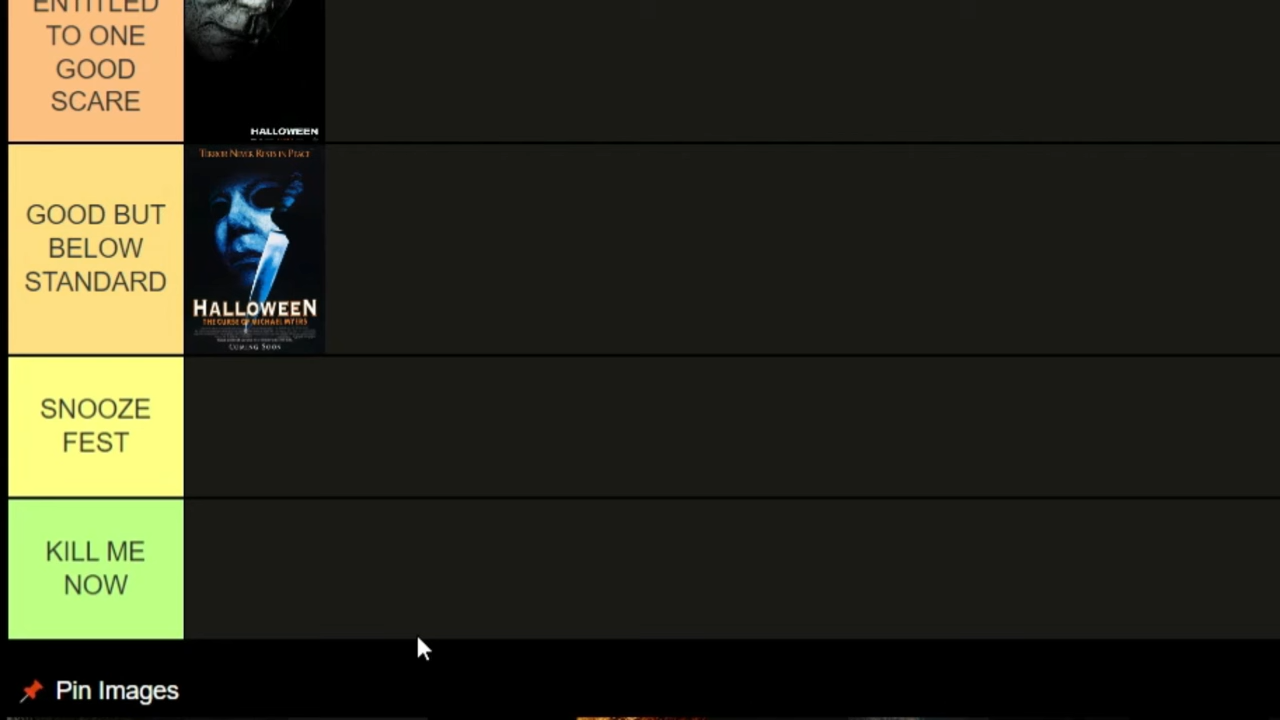 ENTITLED
TO ONE
GOOD
SCARE
HALLOWEEN
TERROR NEVER RESTS IN PEACE
GOOD BUT
BELOW
STANDARD
HALLOWEEN
THE CURSE OF MICHAEL MYERS
COMING SOON
SNOOZE
FEST
KILL ME
NOW
Pin Images